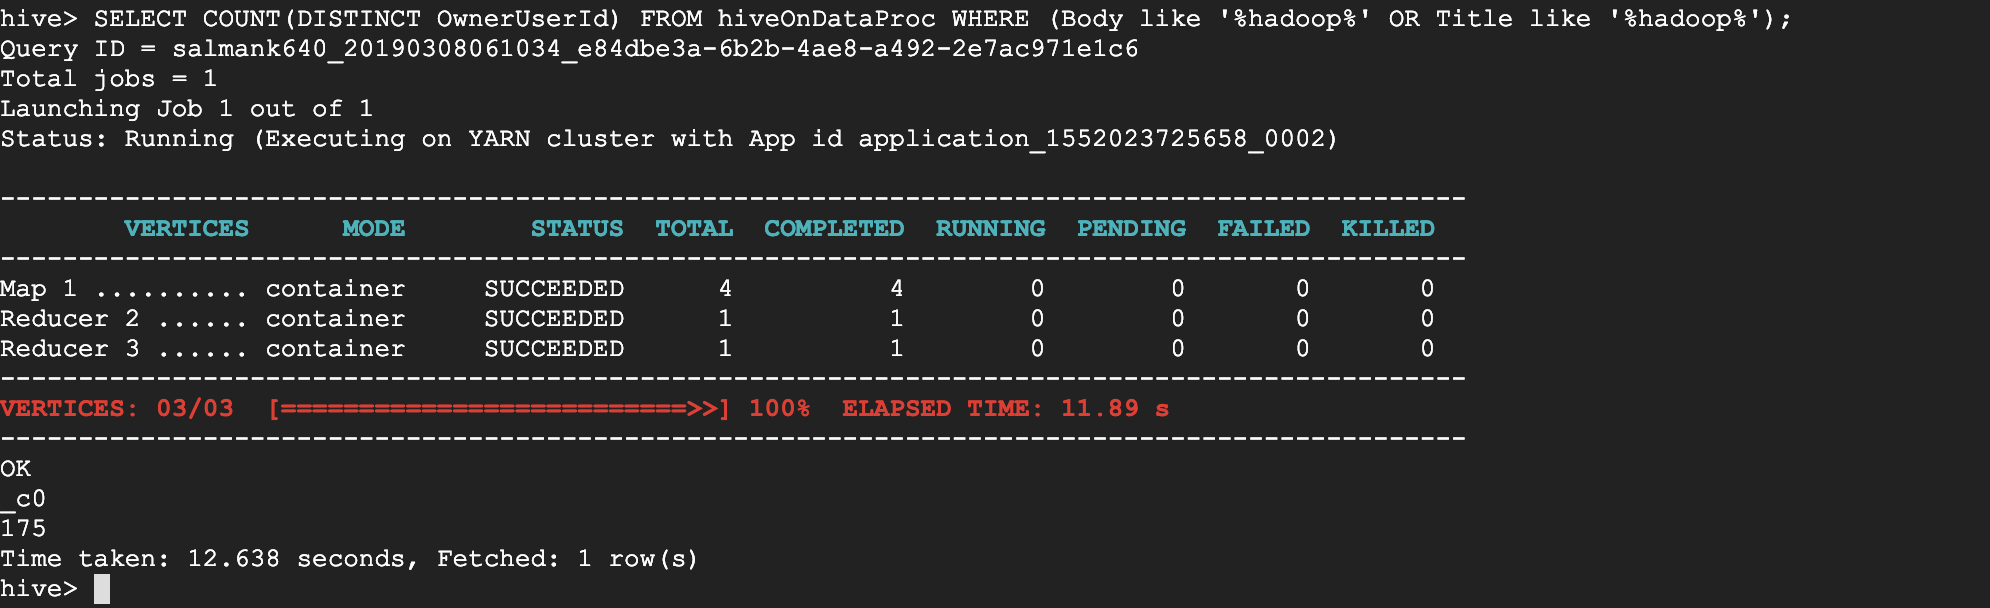 hive> SELECT COUNT(DISTINCT OwnerUserId) FROM hiveOnDataProc WHERE (Body like '%hadoop%' OR Title like '%hadoop%');
Query ID = salmank640_20190308061034_e84dbe3a-6b2b-4ae8-a492-2e7ac971e1c6
Total jobs = 1
Launching Job 1 out of 1
Status: Running (Executing on YARN cluster with App id application_1552023725658_0002)
----------------------------------------------------------------------------------------------
VERTICES MODE STATUS TOTAL COMPLETED RUNNING PENDING FAILED KILLED
----------------------------------------------------------------------------------------------
Map 1 .......... container SUCCEEDED 4 4 0 0 0 0
Reducer 2 ...... container SUCCEEDED 1 1 0 0 0 0
Reducer 3 ...... container SUCCEEDED 1 1 0 0 0 0
----------------------------------------------------------------------------------------------
VERTICES: 03/03 [==========================>>] 100% ELAPSED TIME: 11.89 s
----------------------------------------------------------------------------------------------
OK
_c0
175
Time taken: 12.638 seconds, Fetched: 1 row(s)
hive>